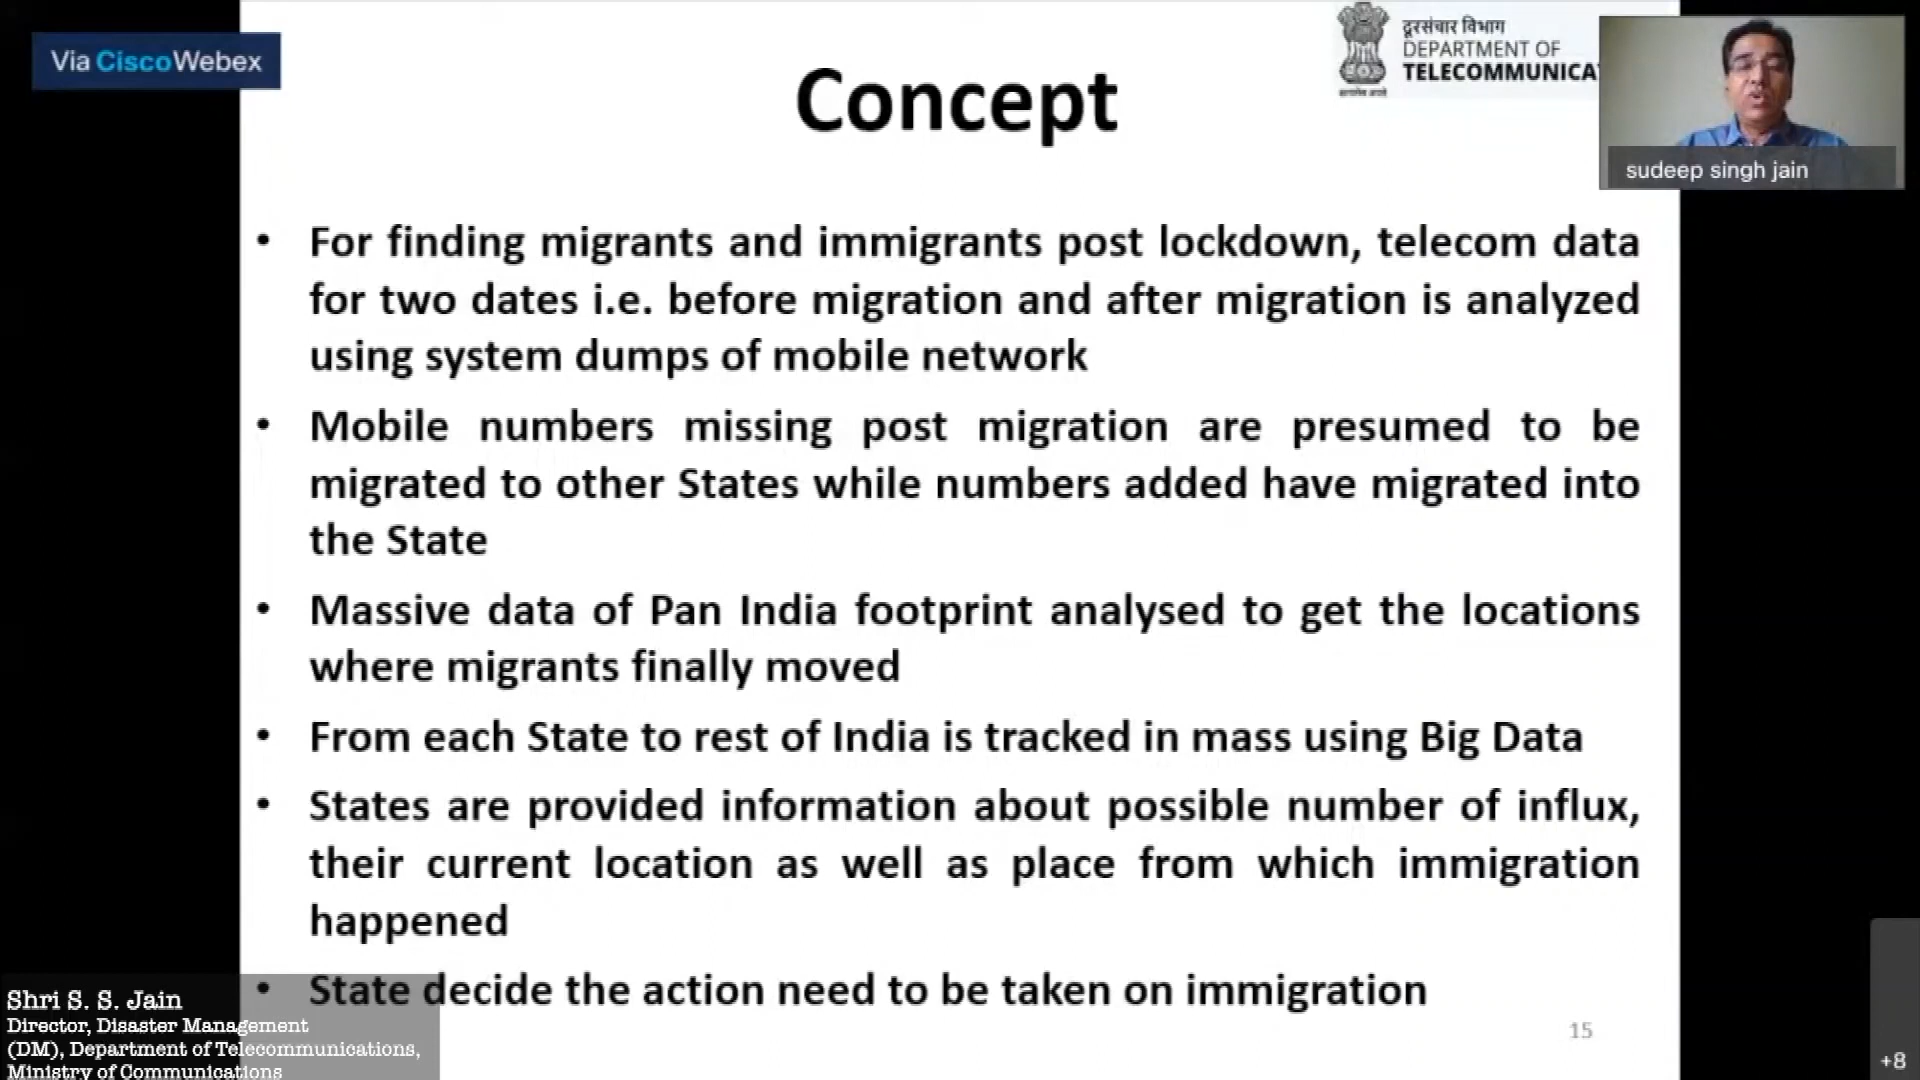 Via CiscoWebex
दूरसंचार विभाग
DEPARTMENT OF
TELECOMMUNICA
sudeep singh jain
Concept
• For finding migrants and immigrants post lockdown, telecom data
for two dates i.e. before migration and after migration is analyzed
using system dumps of mobile network
• Mobile numbers missing post migration are presumed to be
migrated to other States while numbers added have migrated into
the State
• Massive data of Pan India footprint analysed to get the locations
where migrants finally moved
• From each State to rest of India is tracked in mass using Big Data
• States are provided information about possible number of influx,
their current location as well as place from which immigration
happened
• State decide the action need to be taken on immigration
Shri S. S. Jain
Director, Disaster Management
(DM), Department of Telecommunications,
Ministry of Communications
15
+8